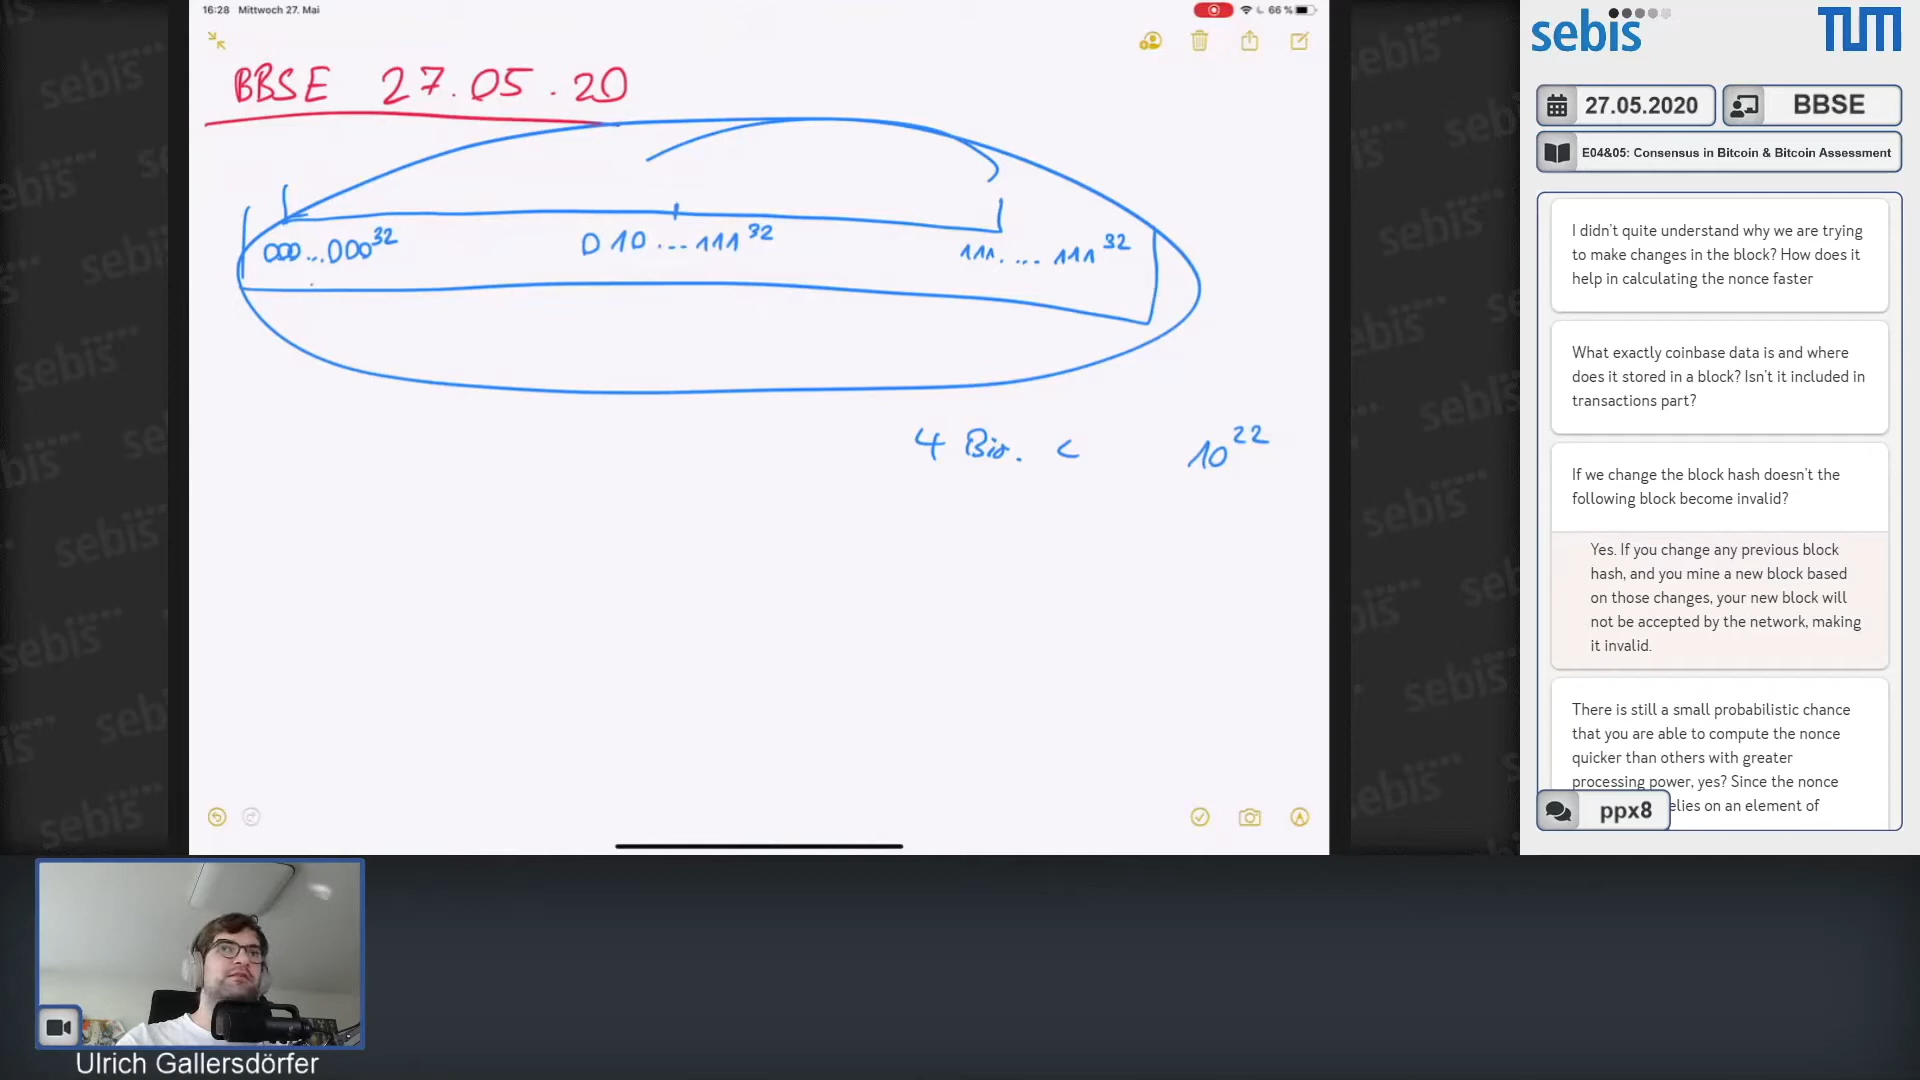 16:28 Mittwoch 27. Mai
66 %
BBSE 27.05.20
000...000³²
010...111³²
111....111³²
4 Bio. < 10²²
sebis
TUM
27.05.2020
BBSE
E04&05: Consensus in Bitcoin & Bitcoin Assessment
I didn't quite understand why we are trying
to make changes in the block? How does it
help in calculating the nonce faster
What exactly coinbase data is and where
does it stored in a block? Isn't it included in
transactions part?
If we change the block hash doesn't the
following block become invalid?
Yes. If you change any previous block
hash, and you mine a new block based
on those changes, your new block will
not be accepted by the network, making
it invalid.
There is still a small probabilistic chance
that you are able to compute the nonce
quicker than others with greater
processing power, yes? Since the nonce
elies on an element of
ppx8
Ulrich Gallersdörfer